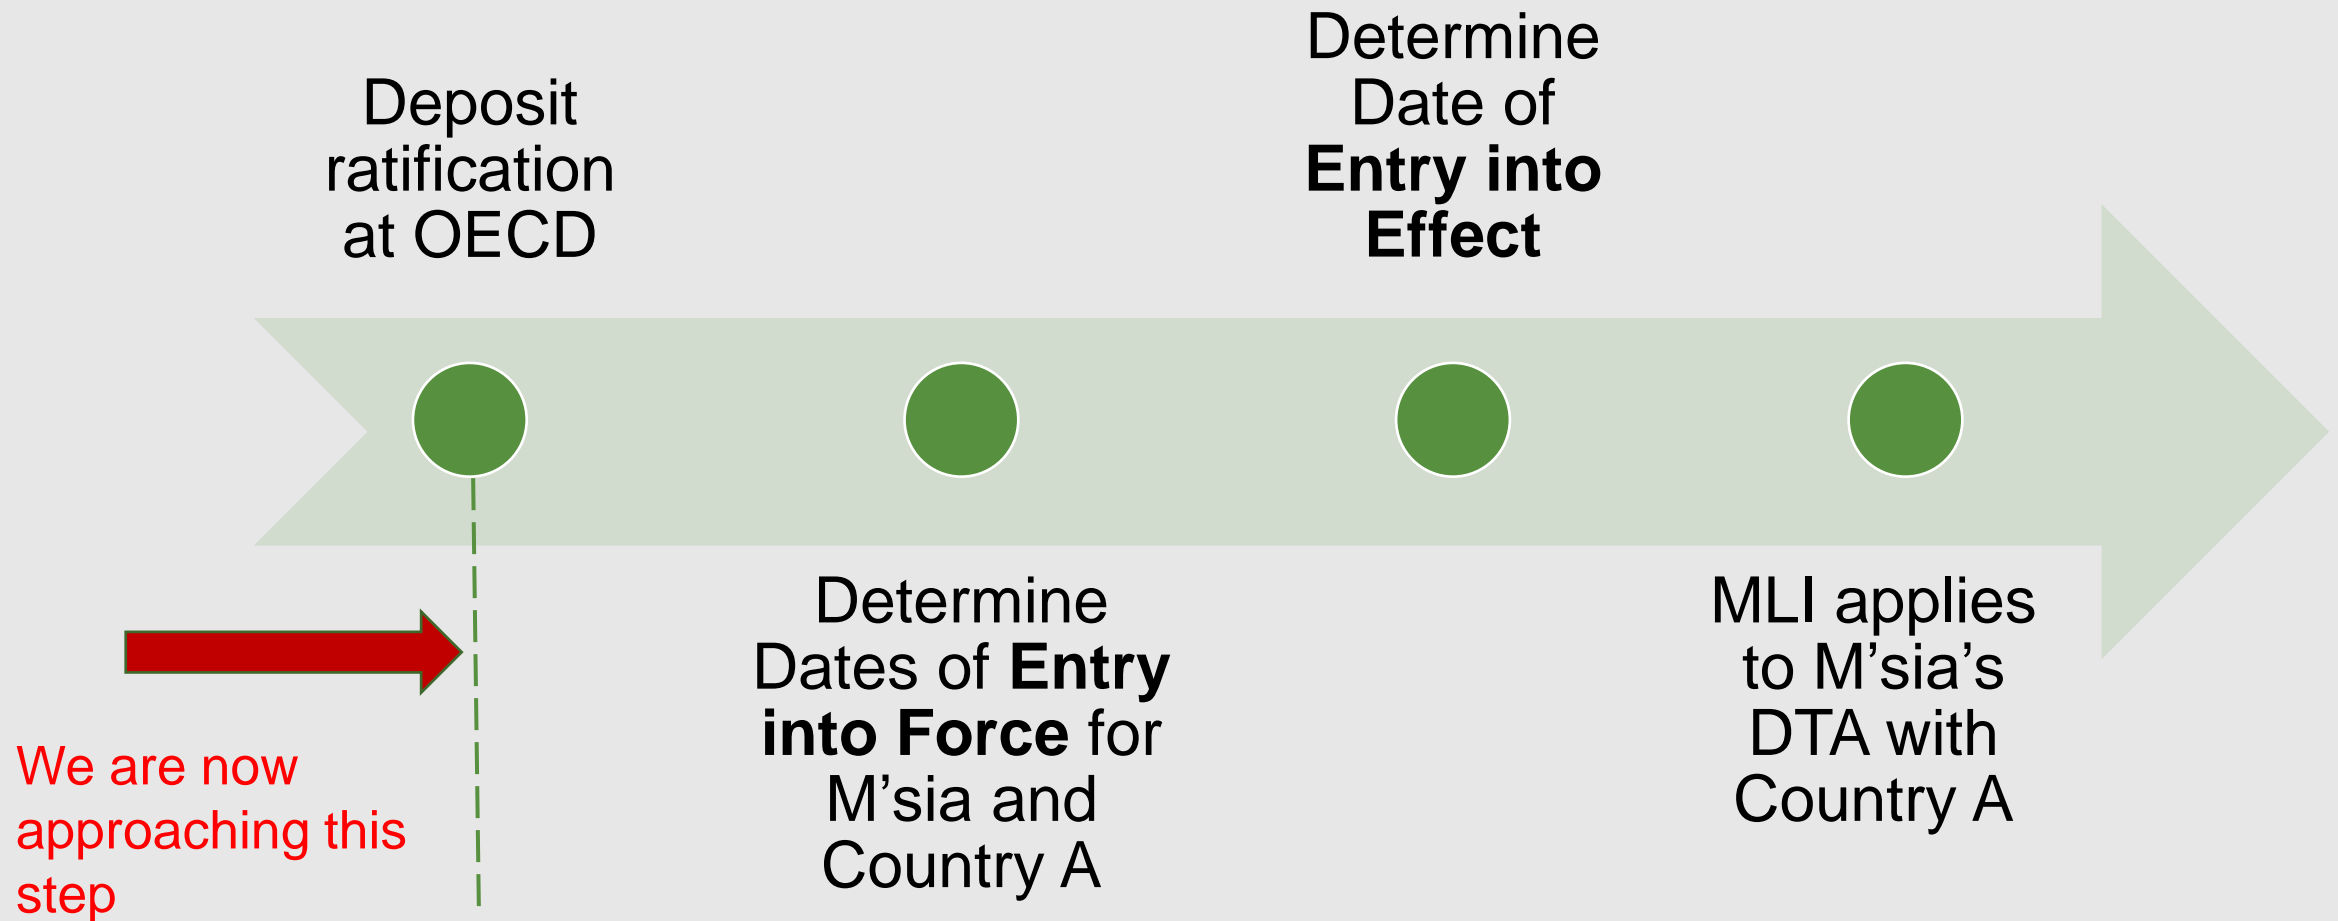 Deposit
ratification
at OECD
Determine
Dates of Entry
into Force for
M’sia and
Country A
Determine
Date of
Entry into
Effect
MLI applies
to M’sia’s
DTA with
Country A
We are now
approaching this
step